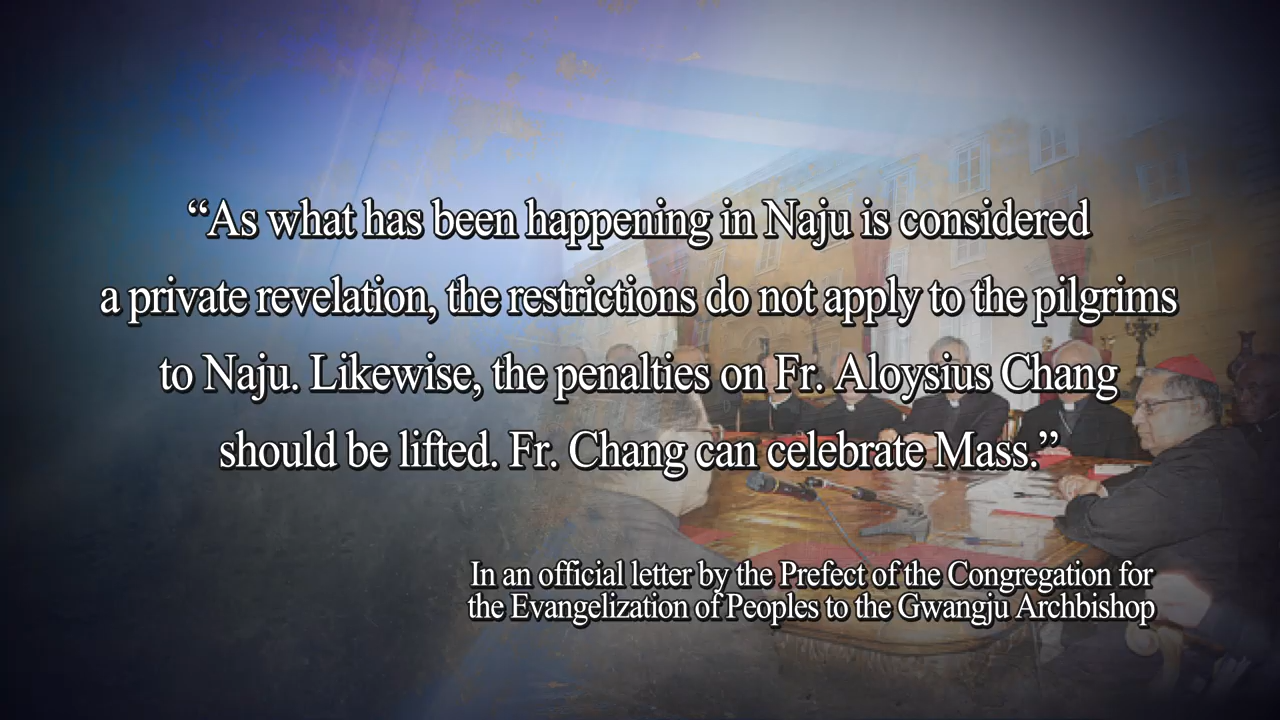 “As what has been happening in Naju is considered
a private revelation, the restrictions do not apply to the pilgrims
to Naju. Likewise, the penalties on Fr. Aloysius Chang
should be lifted. Fr. Chang can celebrate Mass.”
In an official letter by the Prefect of the Congregation for
the Evangelization of Peoples to the Gwangju Archbishop